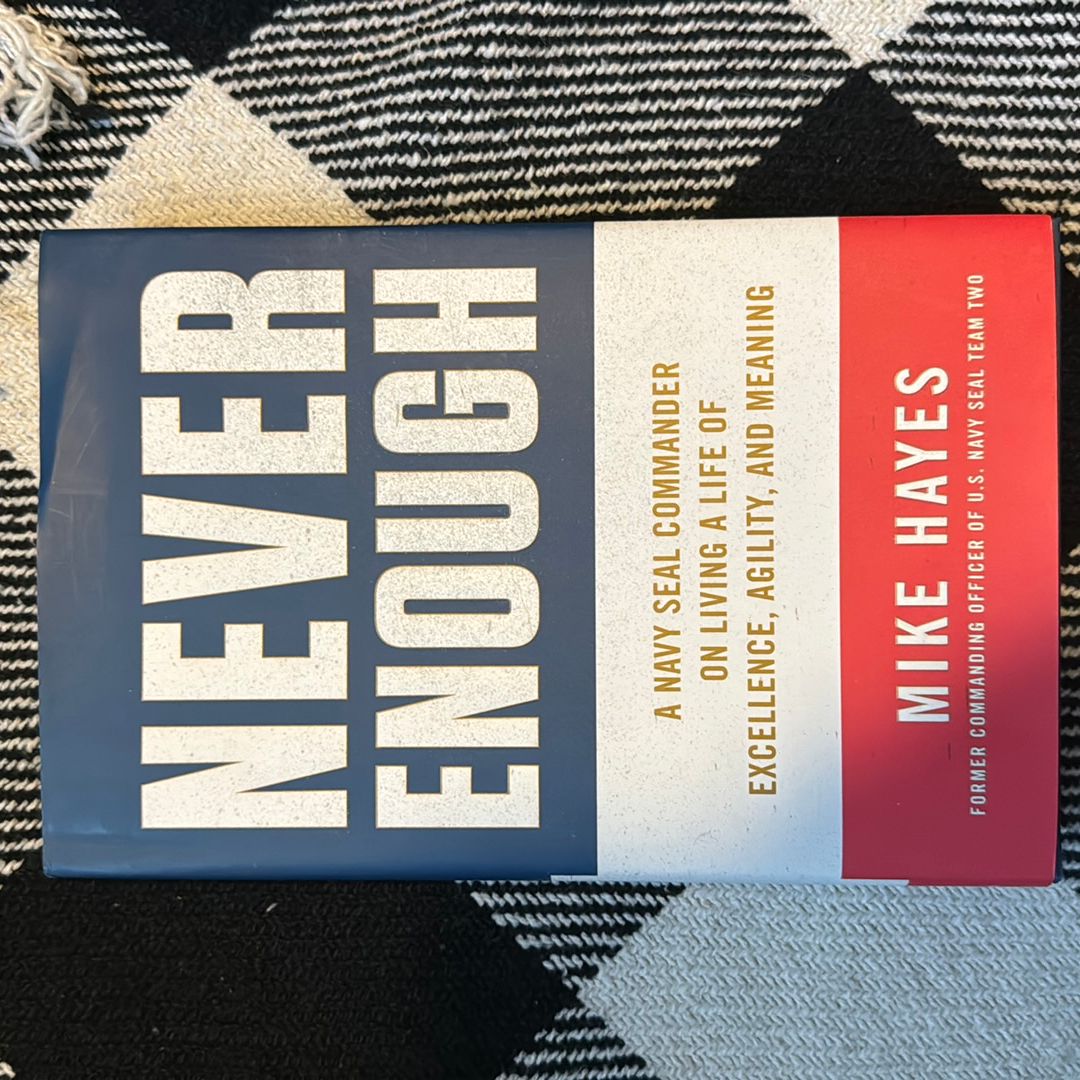 NEVER
ENOUGH
A NAVY SEAL COMMANDER
ON LIVING A LIFE OF
EXCELLENCE, AGILITY, AND MEANING
MIKE HAYES
FORMER COMMANDING OFFICER OF U.S. NAVY SEAL TEAM TWO